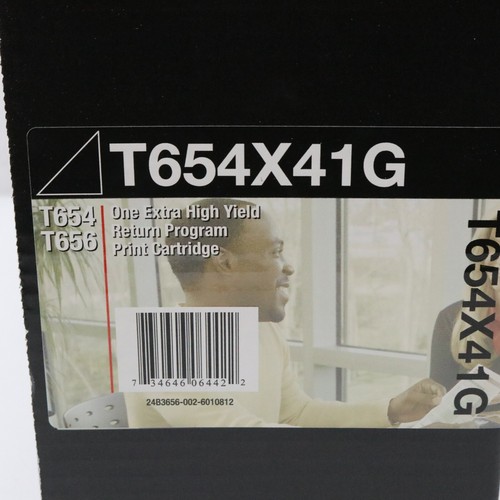 T654X41G
T654
T656
One Extra High Yield
Return Program
Print Cartridge
7 34646 06442 2
24B3656-002-6010812
T654X41G